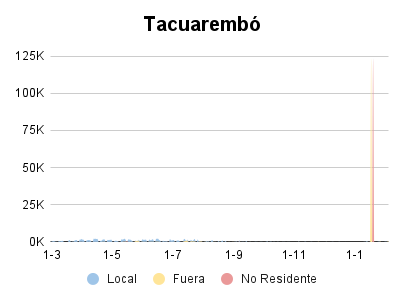 Tacuarembó
125K
100K
75K
50K
25K
0K
1-3 1-5 1-7 1-9 1-11 1-1
Local Fuera No Residente